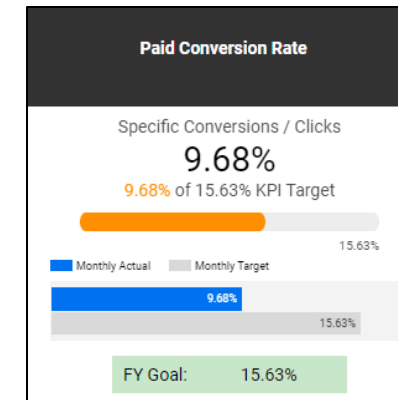 Paid Conversion Rate
Specific Conversions / Clicks
9.68%
9.68% of 15.63% KPI Target
15.63%
Monthly Actual Monthly Target
9.68%
15.63%
FY Goal: 15.63%